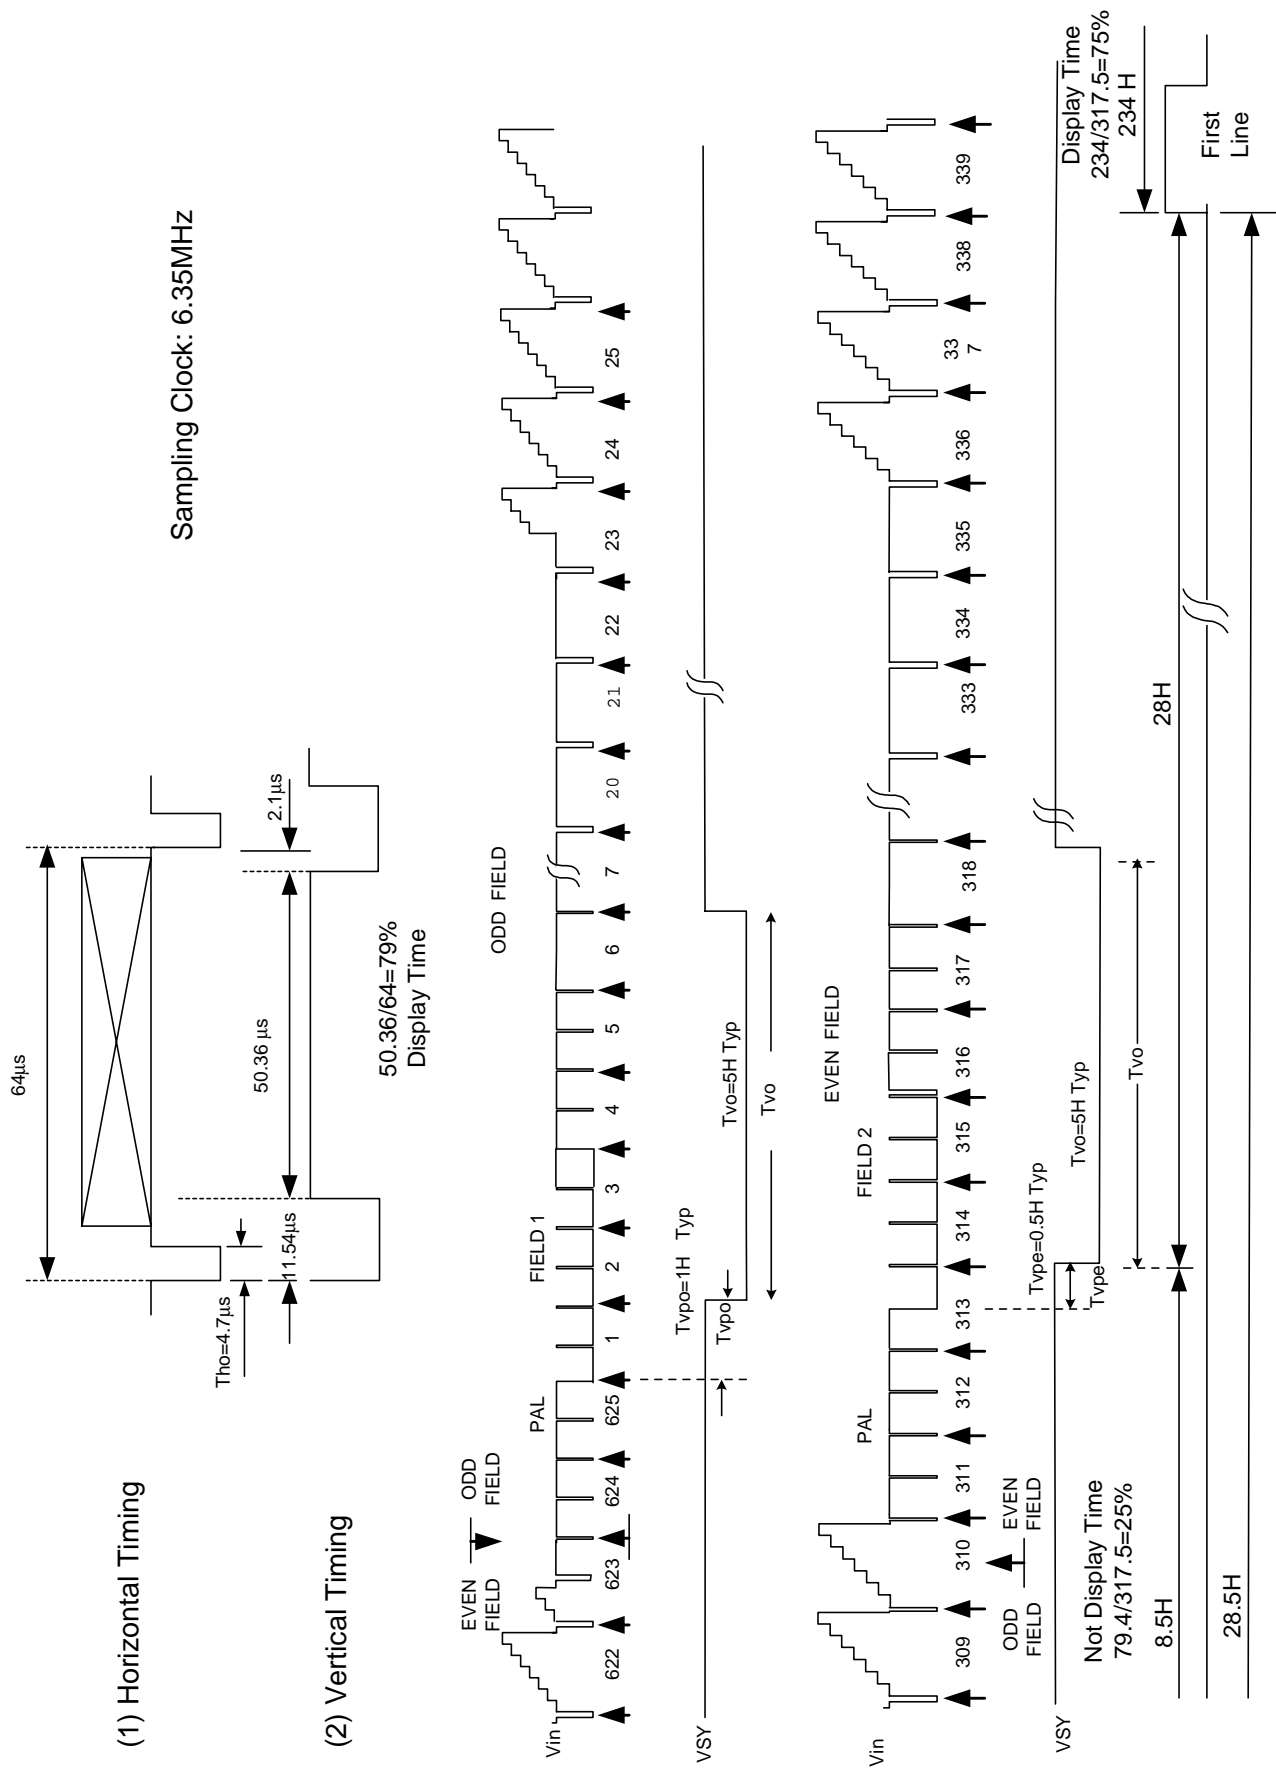 Sampling Clock: 6.35MHz
(1) Horizontal Timing
64µs
Tho=4.7µs
11.54µs
50.36 µs
2.1µs
50.36/64=79%
Display Time
(2) Vertical Timing
EVEN
FIELD
ODD
FIELD
ODD FIELD
PAL
FIELD 1
Vin
622
623
624
625
1
2
3
4
5
6
7
20
21
22
23
24
25
Tvpo=1H Typ
Tvpo
Tvo=5H Typ
Tvo
VSY
EVEN FIELD
PAL
FIELD 2
Vin
309
310
311
312
313
314
315
316
317
318
333
334
335
336
33
7
338
339
ODD
FIELD
EVEN
FIELD
Tvpe=0.5H Typ
Tvpe
Tvo=5H Typ
Tvo
VSY
Not Display Time
79.4/317.5=25%
Display Time
234/317.5=75%
234 H
8.5H
28H
28.5H
First
Line